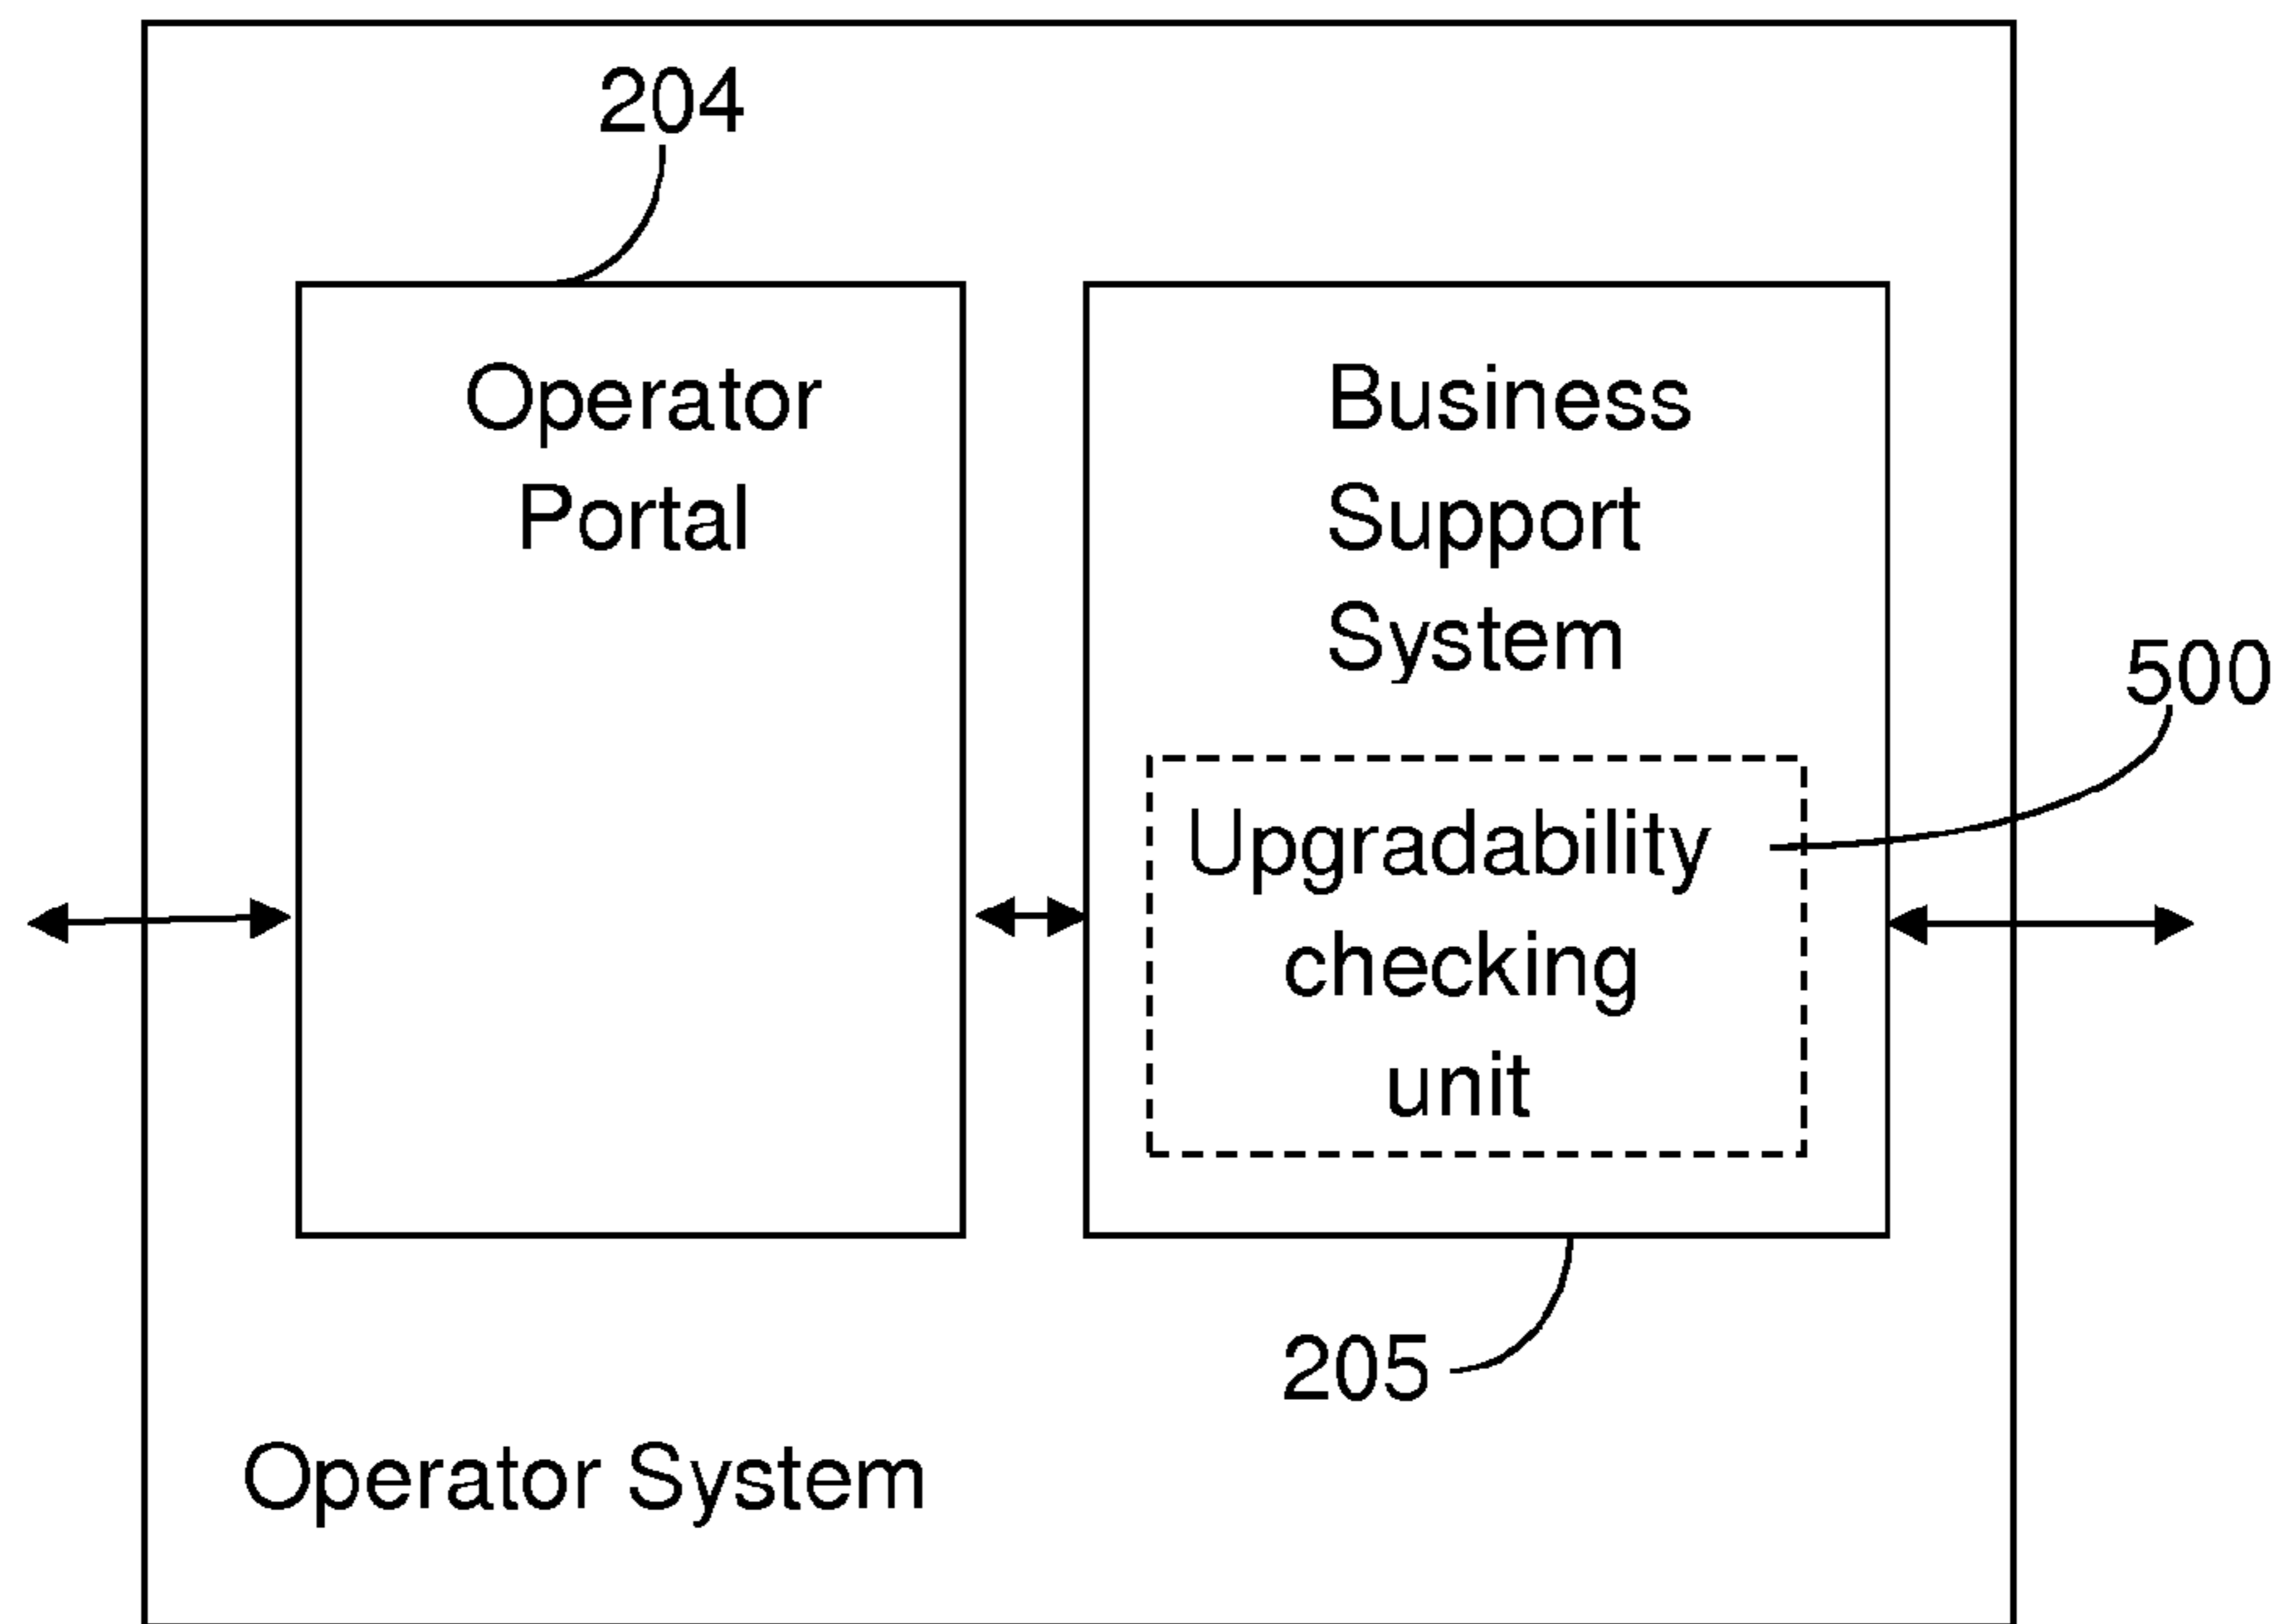 204
Operator
Portal
Business
Support
System
500
Upgradability
checking
unit
205
Operator System